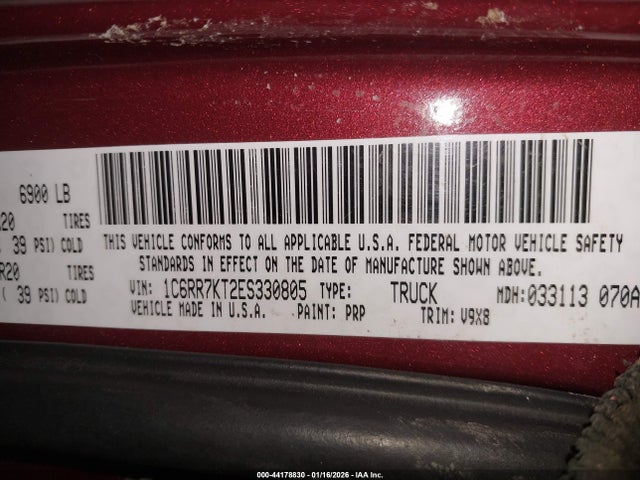 6900 LB
R20 TIRES
39 PSI) COLD
R20 TIRES
( 39 PSI) COLD
THIS VEHICLE CONFORMS TO ALL APPLICABLE U.S.A. FEDERAL MOTOR VEHICLE SAFETY
STANDARDS IN EFFECT ON THE DATE OF MANUFACTURE SHOWN ABOVE.
VIN: 1C6RR7KT2ES330805 TYPE: TRUCK MDH:033113 070A
VEHICLE MADE IN U.S.A. PAINT: PRP TRIM: V9X8
000-44178830 - 01/16/2026 - IAA Inc.